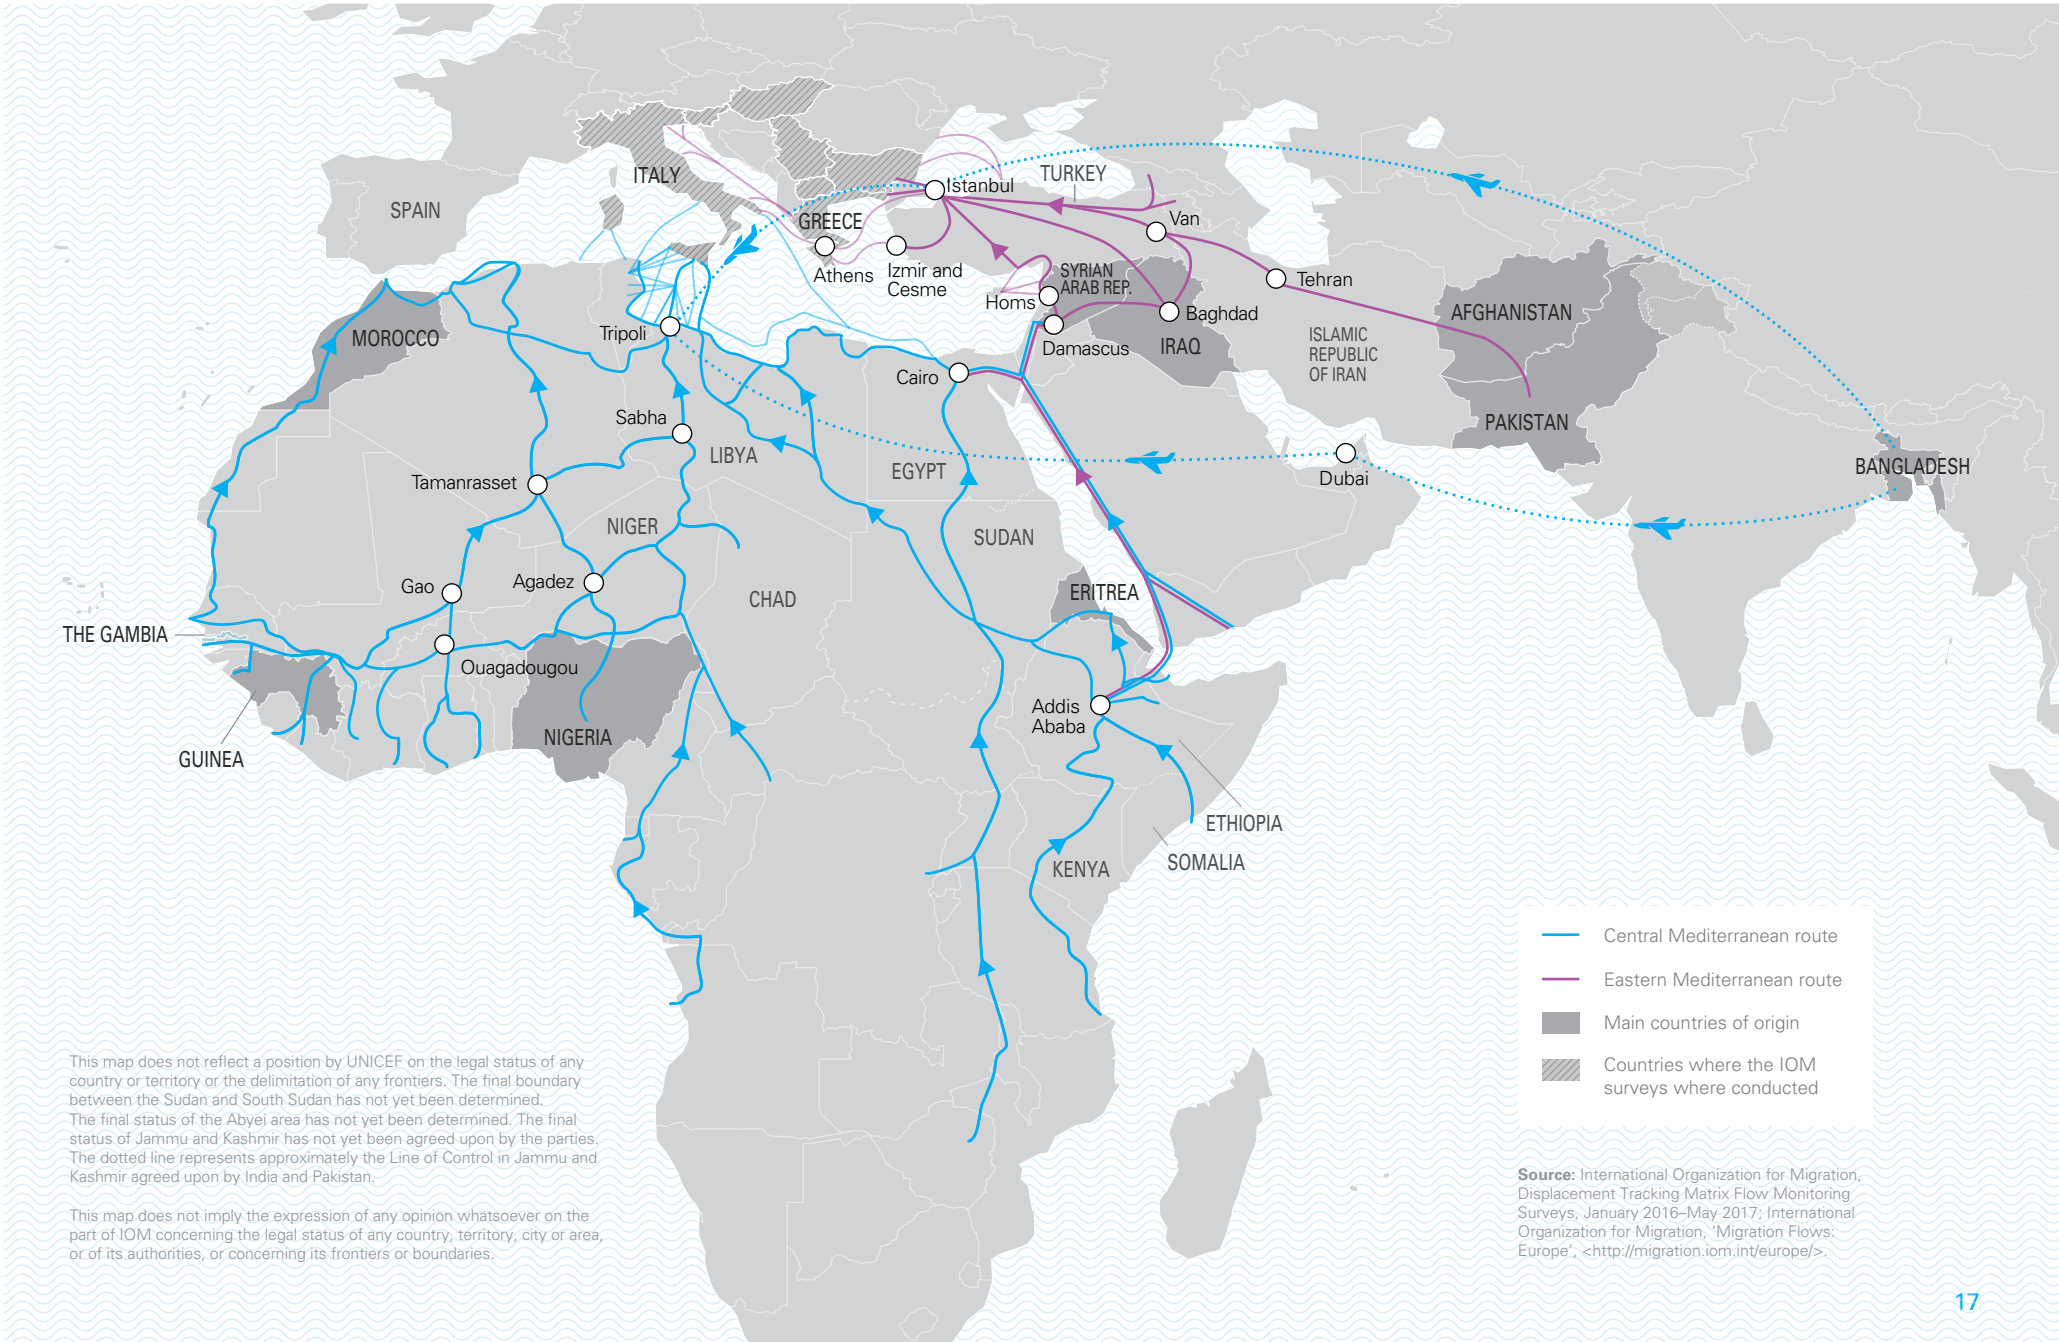 ITALY
SPAIN
GREECE
Athens
Istanbul
TURKEY
Izmir and
Cesme
Van
Tehran
SYRIAN
ARAB REP.
Homs
Baghdad
Damascus
IRAQ
ISLAMIC
REPUBLIC
OF IRAN
AFGHANISTAN
PAKISTAN
BANGLADESH
Dubai
MOROCCO
Tripoli
Cairo
Sabha
LIBYA
EGYPT
Tamanrasset
NIGER
SUDAN
Gao
Agadez
CHAD
ERITREA
THE GAMBIA
Ouagadougou
GUINEA
NIGERIA
Addis
Ababa
ETHIOPIA
SOMALIA
KENYA
Central Mediterranean route
Eastern Mediterranean route
Main countries of origin
Countries where the IOM
surveys where conducted
This map does not reflect a position by UNICEF on the legal status of any
country or territory or the delimitation of any frontiers. The final boundary
between the Sudan and South Sudan has not yet been determined.
The final status of the Abyei area has not yet been determined. The final
status of Jammu and Kashmir has not yet been agreed upon by the parties.
The dotted line represents approximately the Line of Control in Jammu and
Kashmir agreed upon by India and Pakistan.
This map does not imply the expression of any opinion whatsoever on the
part of IOM concerning the legal status of any country, territory, city or area,
or of its authorities, or concerning its frontiers or boundaries.
Source: International Organization for Migration,
Displacement Tracking Matrix Flow Monitoring
Surveys, January 2016–May 2017; International
Organization for Migration, ‘Migration Flows:
Europe’, <http://migration.iom.int/europe/>.
17